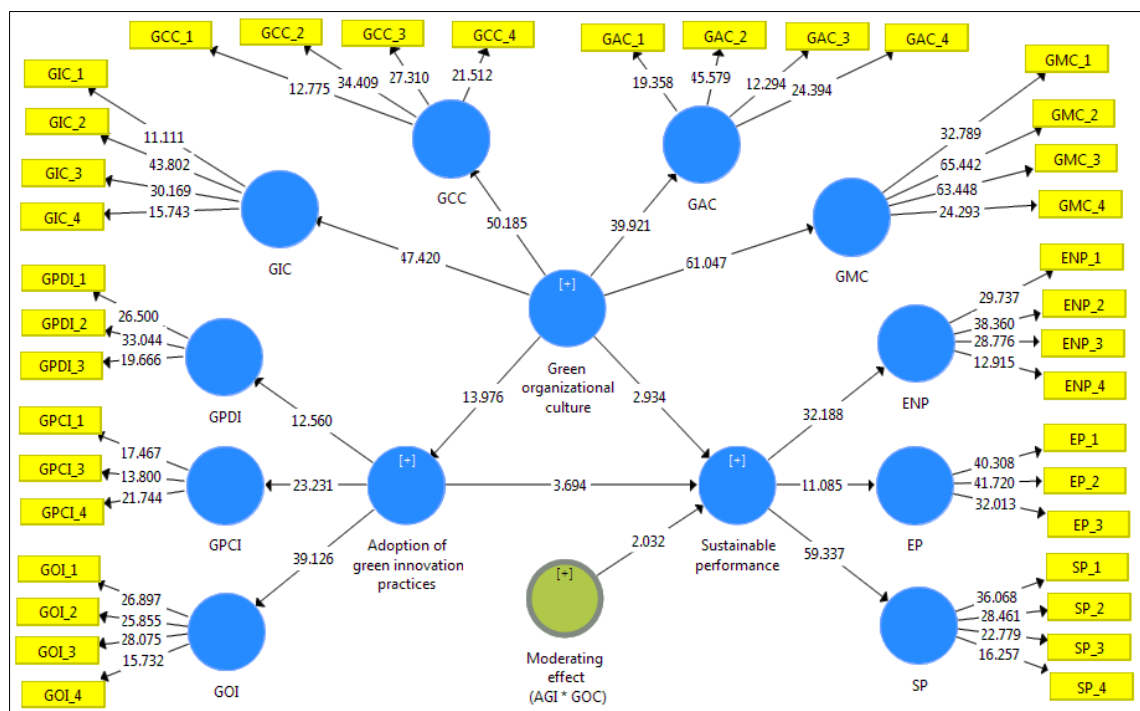 GCC_1
GCC_2
GCC_3
GCC_4
GAC_1
GAC_2
GAC_3
GAC_4
12.775
34.409
27.310
21.512
19.358
45.579
12.294
24.394
GCC
GAC
GIC_1
GIC_2
GIC_3
GIC_4
11.111
43.802
30.169
15.743
GIC
GMC_1
GMC_2
GMC_3
GMC_4
32.789
65.442
63.448
24.293
GMC
47.420
50.185
39.921
61.047
[+]
Green
organizational
culture
13.976
2.934
GPDI_1
GPDI_2
GPDI_3
26.500
33.044
19.666
GPDI
12.560
GPCI_1
GPCI_3
GPCI_4
17.467
13.800
21.744
GPCI
23.231
GOI_1
GOI_2
GOI_3
GOI_4
26.897
25.855
28.075
15.732
GOI
39.126
[+]
Adoption of
green innovation
practices
3.694
[+]
Sustainable
performance
2.032
[+]
Moderating
effect
(AGI * GOC)
32.188
11.085
59.337
ENP_1
ENP_2
ENP_3
ENP_4
29.737
38.360
28.776
12.915
ENP
EP_1
EP_2
EP_3
40.308
41.720
32.013
EP
SP_1
SP_2
SP_3
SP_4
36.068
28.461
22.779
16.257
SP